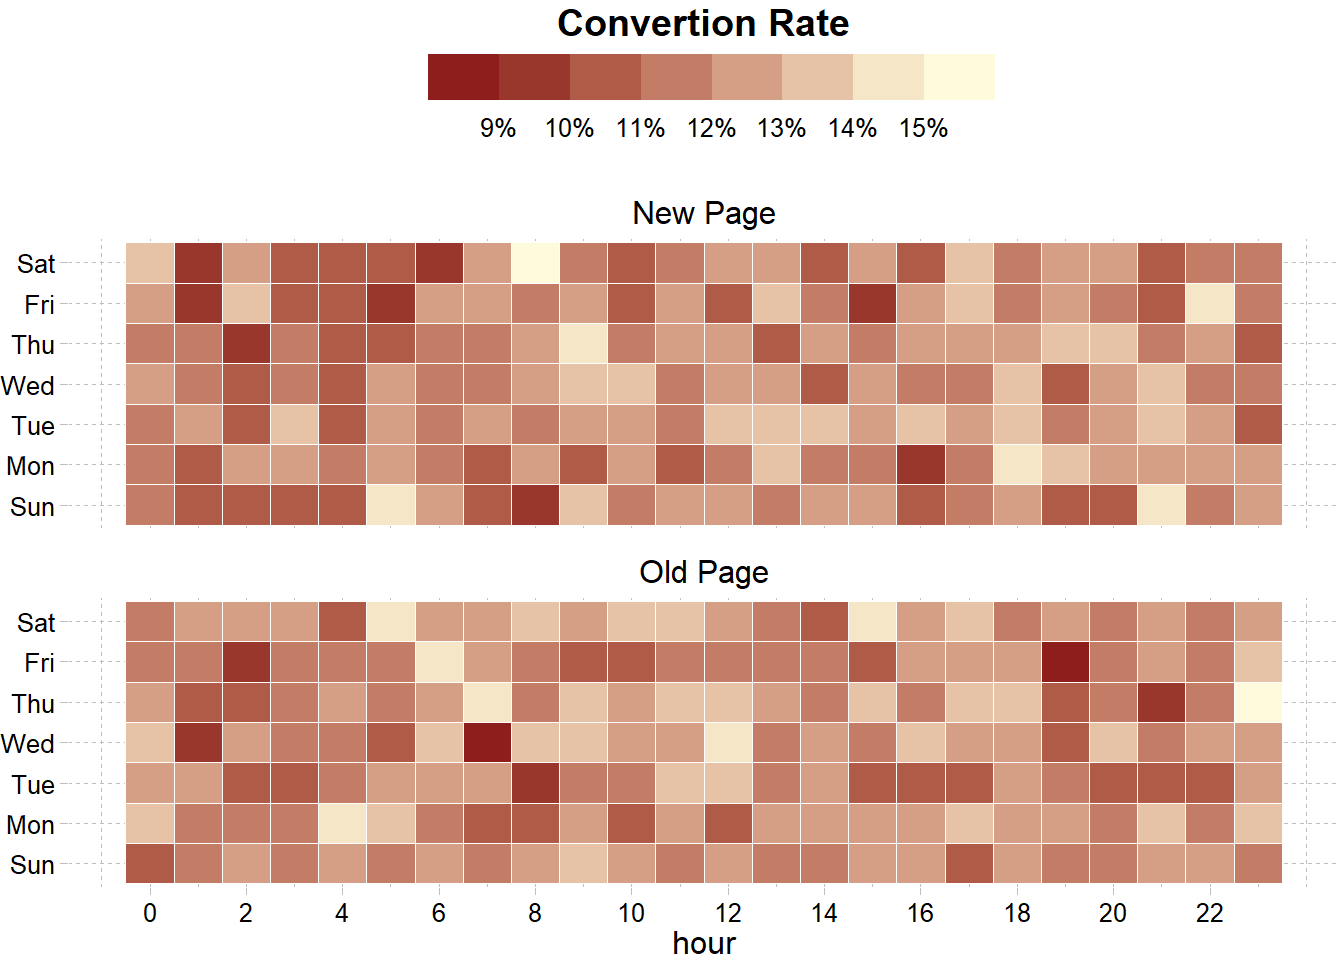 Convertion Rate
9% 10% 11% 12% 13% 14% 15%
New Page
Sat
Fri
Thu
Wed
Tue
Mon
Sun
Old Page
Sat
Fri
Thu
Wed
Tue
Mon
Sun
0 2 4 6 8 10 12 14 16 18 20 22
hour